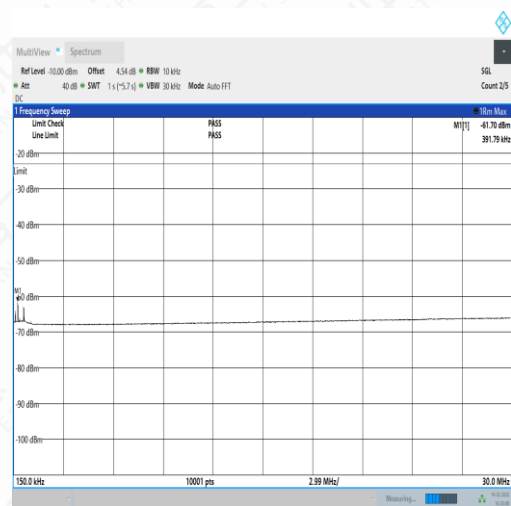 MultiView Spectrum
Ref Level -10.00 dBm Offset 4.54 dB RBW 10 kHz SGL
Att 40 dB SWT 1 s (~5.7 s) VBW 30 kHz Mode Auto FFT Count 2/5
DC
1 Frequency Sweep 1Rm Max
Limit Check PASS M1[1] -61.70 dBm
Line Limit PASS 391.79 kHz
-20 dBm
Limit
-30 dBm
-40 dBm
-50 dBm
M1
-60 dBm
-70 dBm
-80 dBm
-90 dBm
-100 dBm
150.0 kHz 10001 pts 2.99 MHz/ 30.0 MHz
Measuring...